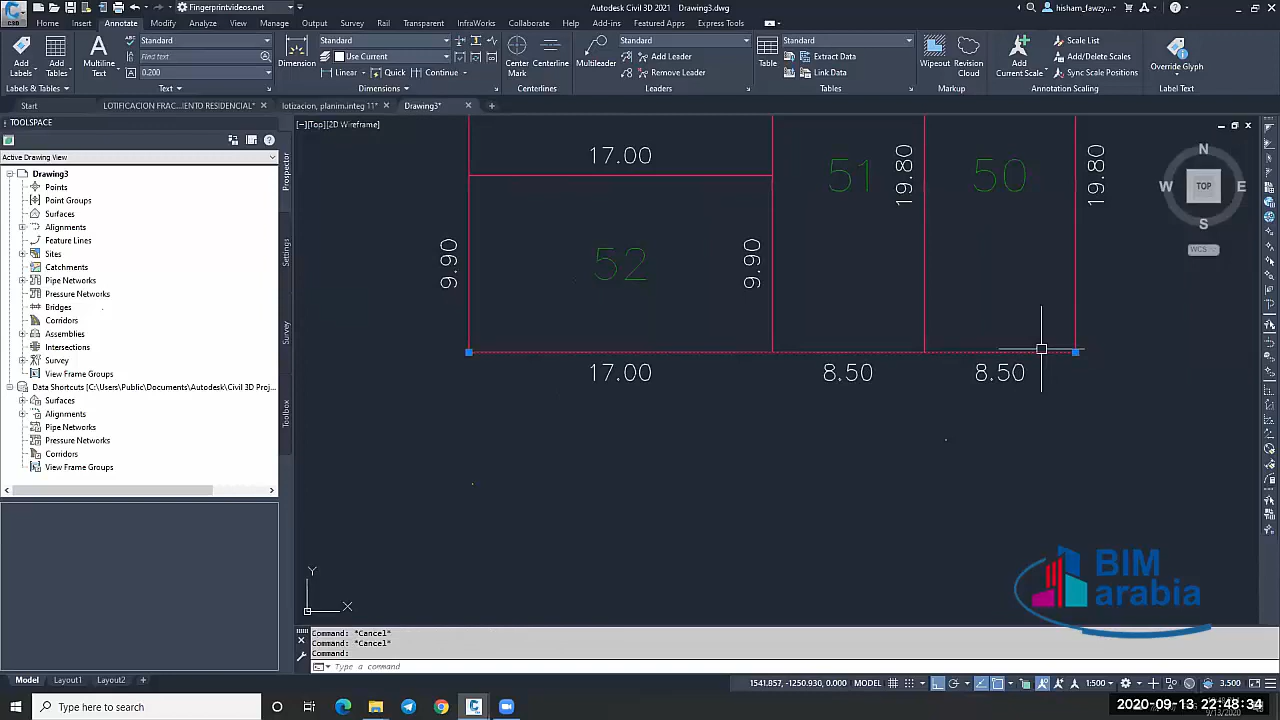 Fingerprintvideos.net
Autodesk Civil 3D 2021 Drawing3.dwg
hisham_fawzy...
Home Insert Annotate Modify Analyze View Manage Output Survey Rail Transparent InfraWorks Collaborate Help Add-ins Featured Apps Express Tools
Add Labels
Add Tables
Labels & Tables
Multiline Text
Standard
Find text
0.200
Text
Dimension
Standard
Use Current
Linear Quick Continue
Dimensions
Center Mark
Centerline
Centerlines
Multileader
Standard
Add Leader
Remove Leader
Leaders
Table
Standard
Extract Data
Link Data
Tables
Wipeout
Revision Cloud
Markup
Add Current Scale
Scale List
Add/Delete Scales
Sync Scale Positions
Annotation Scaling
Override Glyph
Label Text
Start
LOTIFICACION FRAC...IENTO RESIDENCIAL*
lotizacion, planim.integ 11*
Drawing3*
TOOLSPACE
Active Drawing View
Drawing3
Points
Point Groups
Surfaces
Alignments
Feature Lines
Sites
Catchments
Pipe Networks
Pressure Networks
Bridges
Corridors
Assemblies
Intersections
Survey
View Frame Groups
Data Shortcuts [C:\Users\Public\Documents\Autodesk\Civil 3D Proj...
Surfaces
Alignments
Pipe Networks
Pressure Networks
Corridors
View Frame Groups
Prospector
Settings
Survey
Toolbox
[−][Top][2D Wireframe]
17.00
51
19.80
50
19.80
9.90
52
9.90
17.00
8.50
8.50
N
W
TOP
E
S
WCS
Y
X
BIM
arabia
Command: *Cancel*
Command: *Cancel*
Command:
Type a command
Model Layout1 Layout2
1541.857, -1250.930, 0.000 MODEL
1:500
3.500
Type here to search
2020-09-13 22:48:34